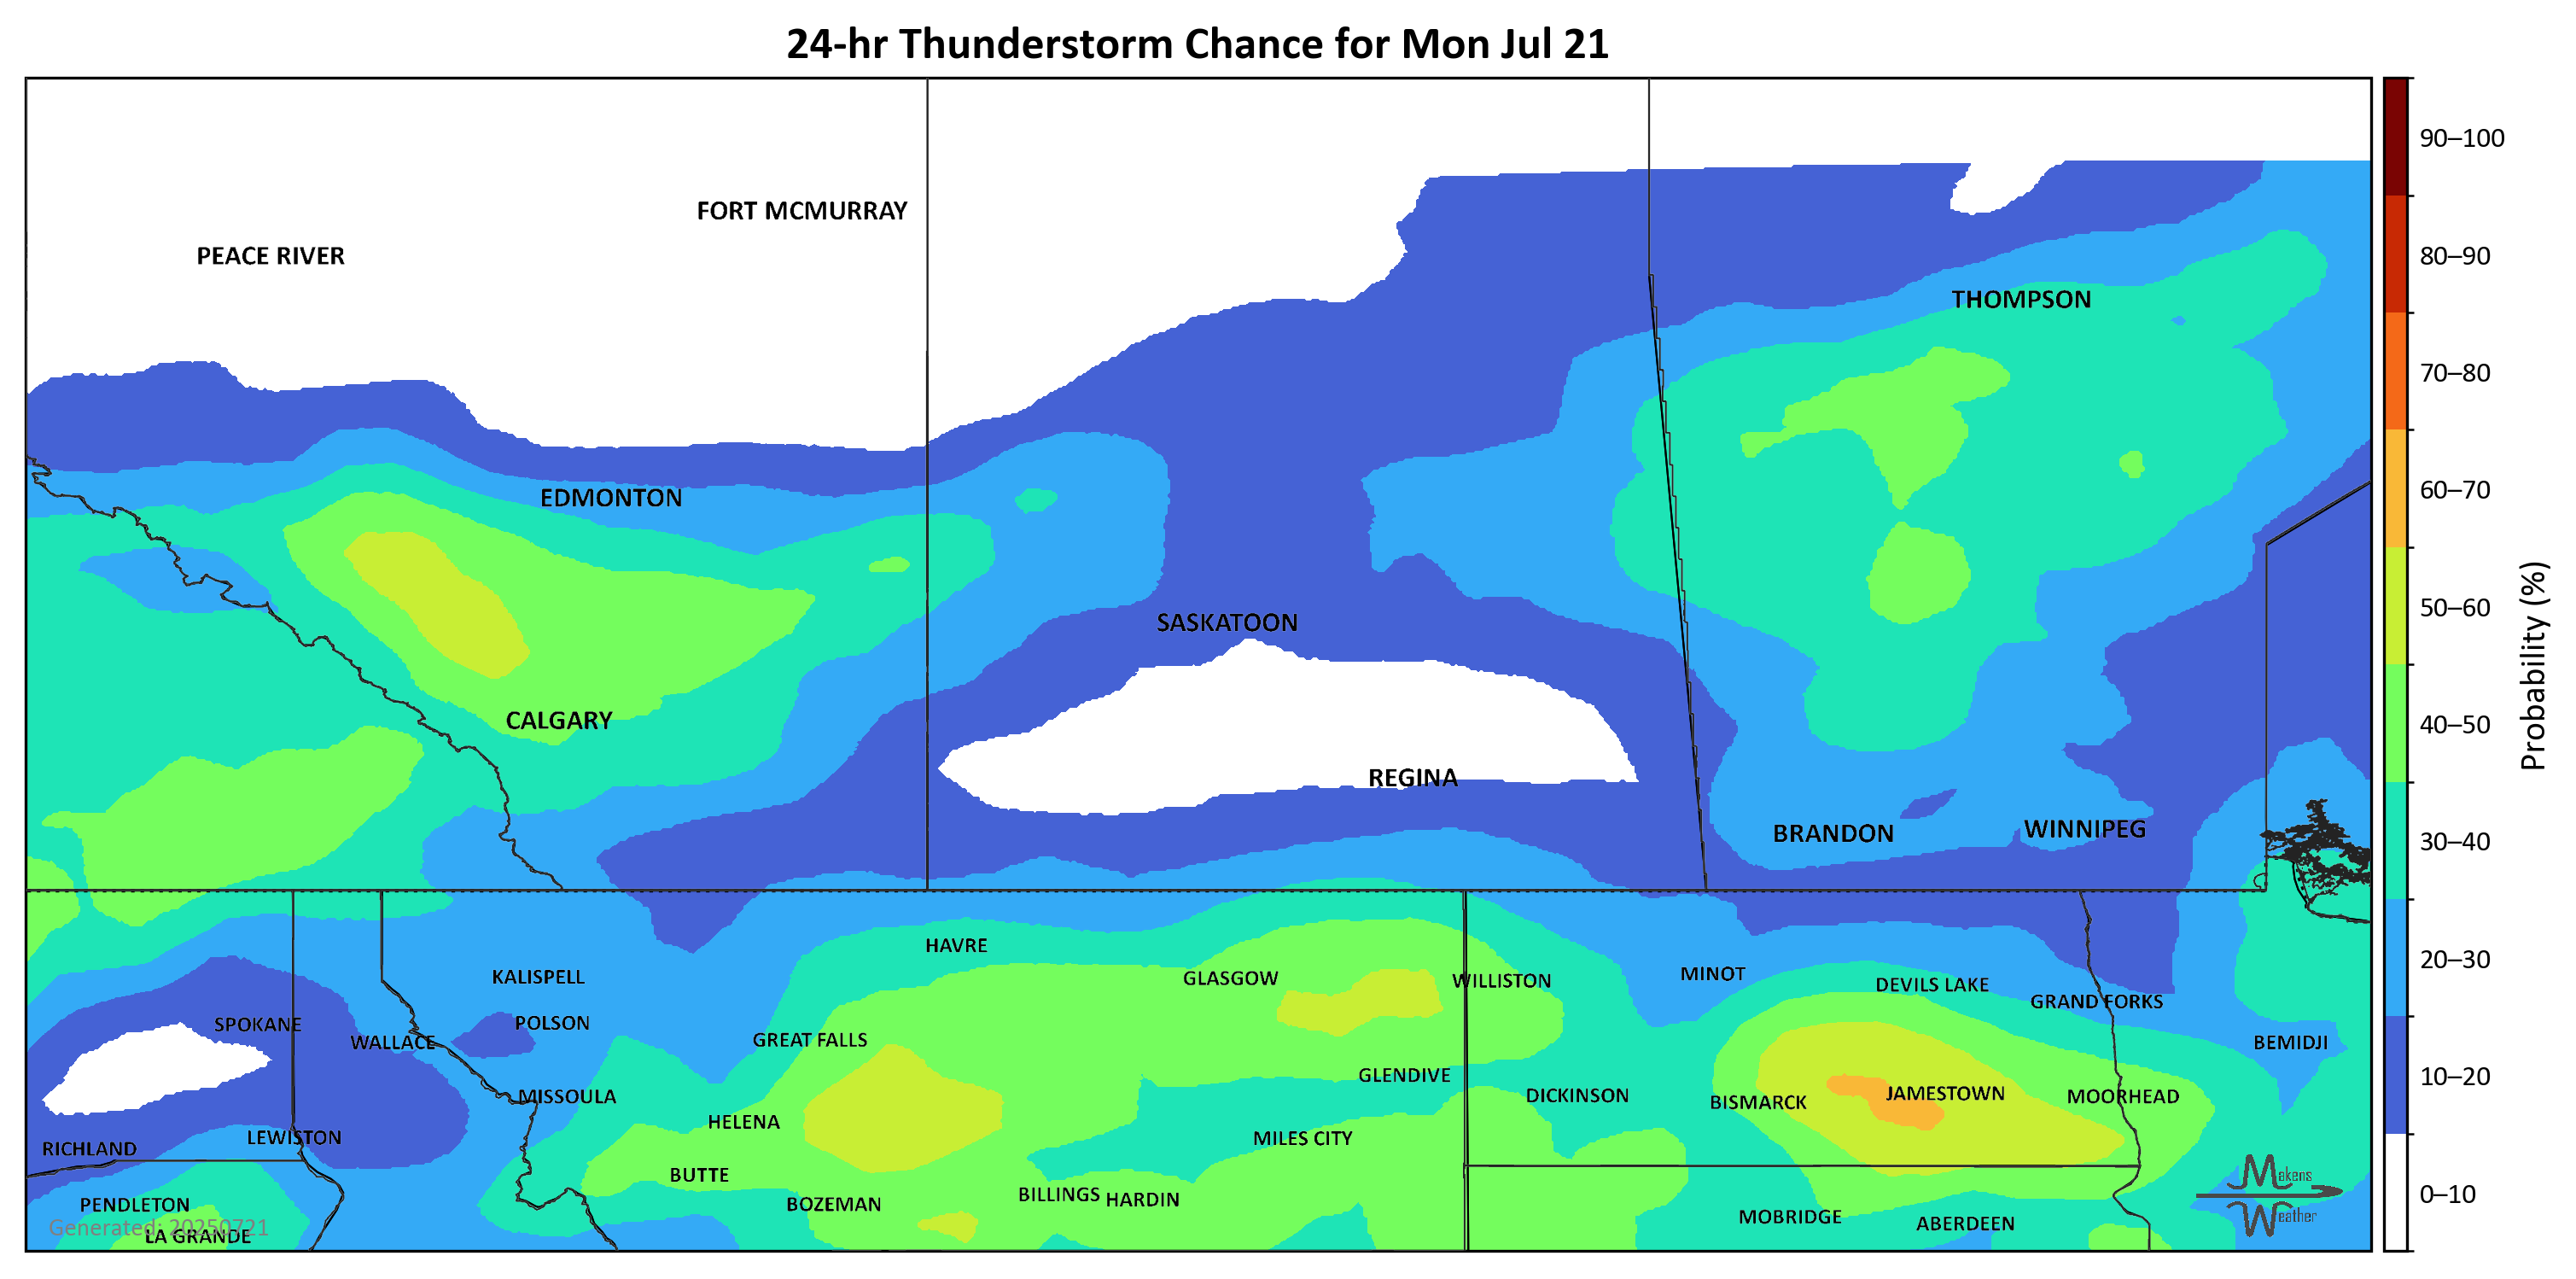 24-hr Thunderstorm Chance for Mon Jul 21
FORT MCMURRAY
PEACE RIVER
THOMPSON
EDMONTON
SASKATOON
CALGARY
REGINA
BRANDON
WINNIPEG
HAVRE
KALISPELL
GLASGOW
WILLISTON
MINOT
DEVILS LAKE
GRAND FORKS
SPOKANE
POLSON
WALLACE
GREAT FALLS
BEMIDJI
GLENDIVE
MISSOULA
DICKINSON
BISMARCK
JAMESTOWN
MOORHEAD
HELENA
RICHLAND
LEWISTON
MILES CITY
BUTTE
BILLINGS
HARDIN
PENDLETON
BOZEMAN
MOBRIDGE
ABERDEEN
LA GRANDE
Generated: 20250721
Makens
Weather
90–100
80–90
70–80
60–70
50–60
40–50
30–40
20–30
10–20
0–10
Probability (%)